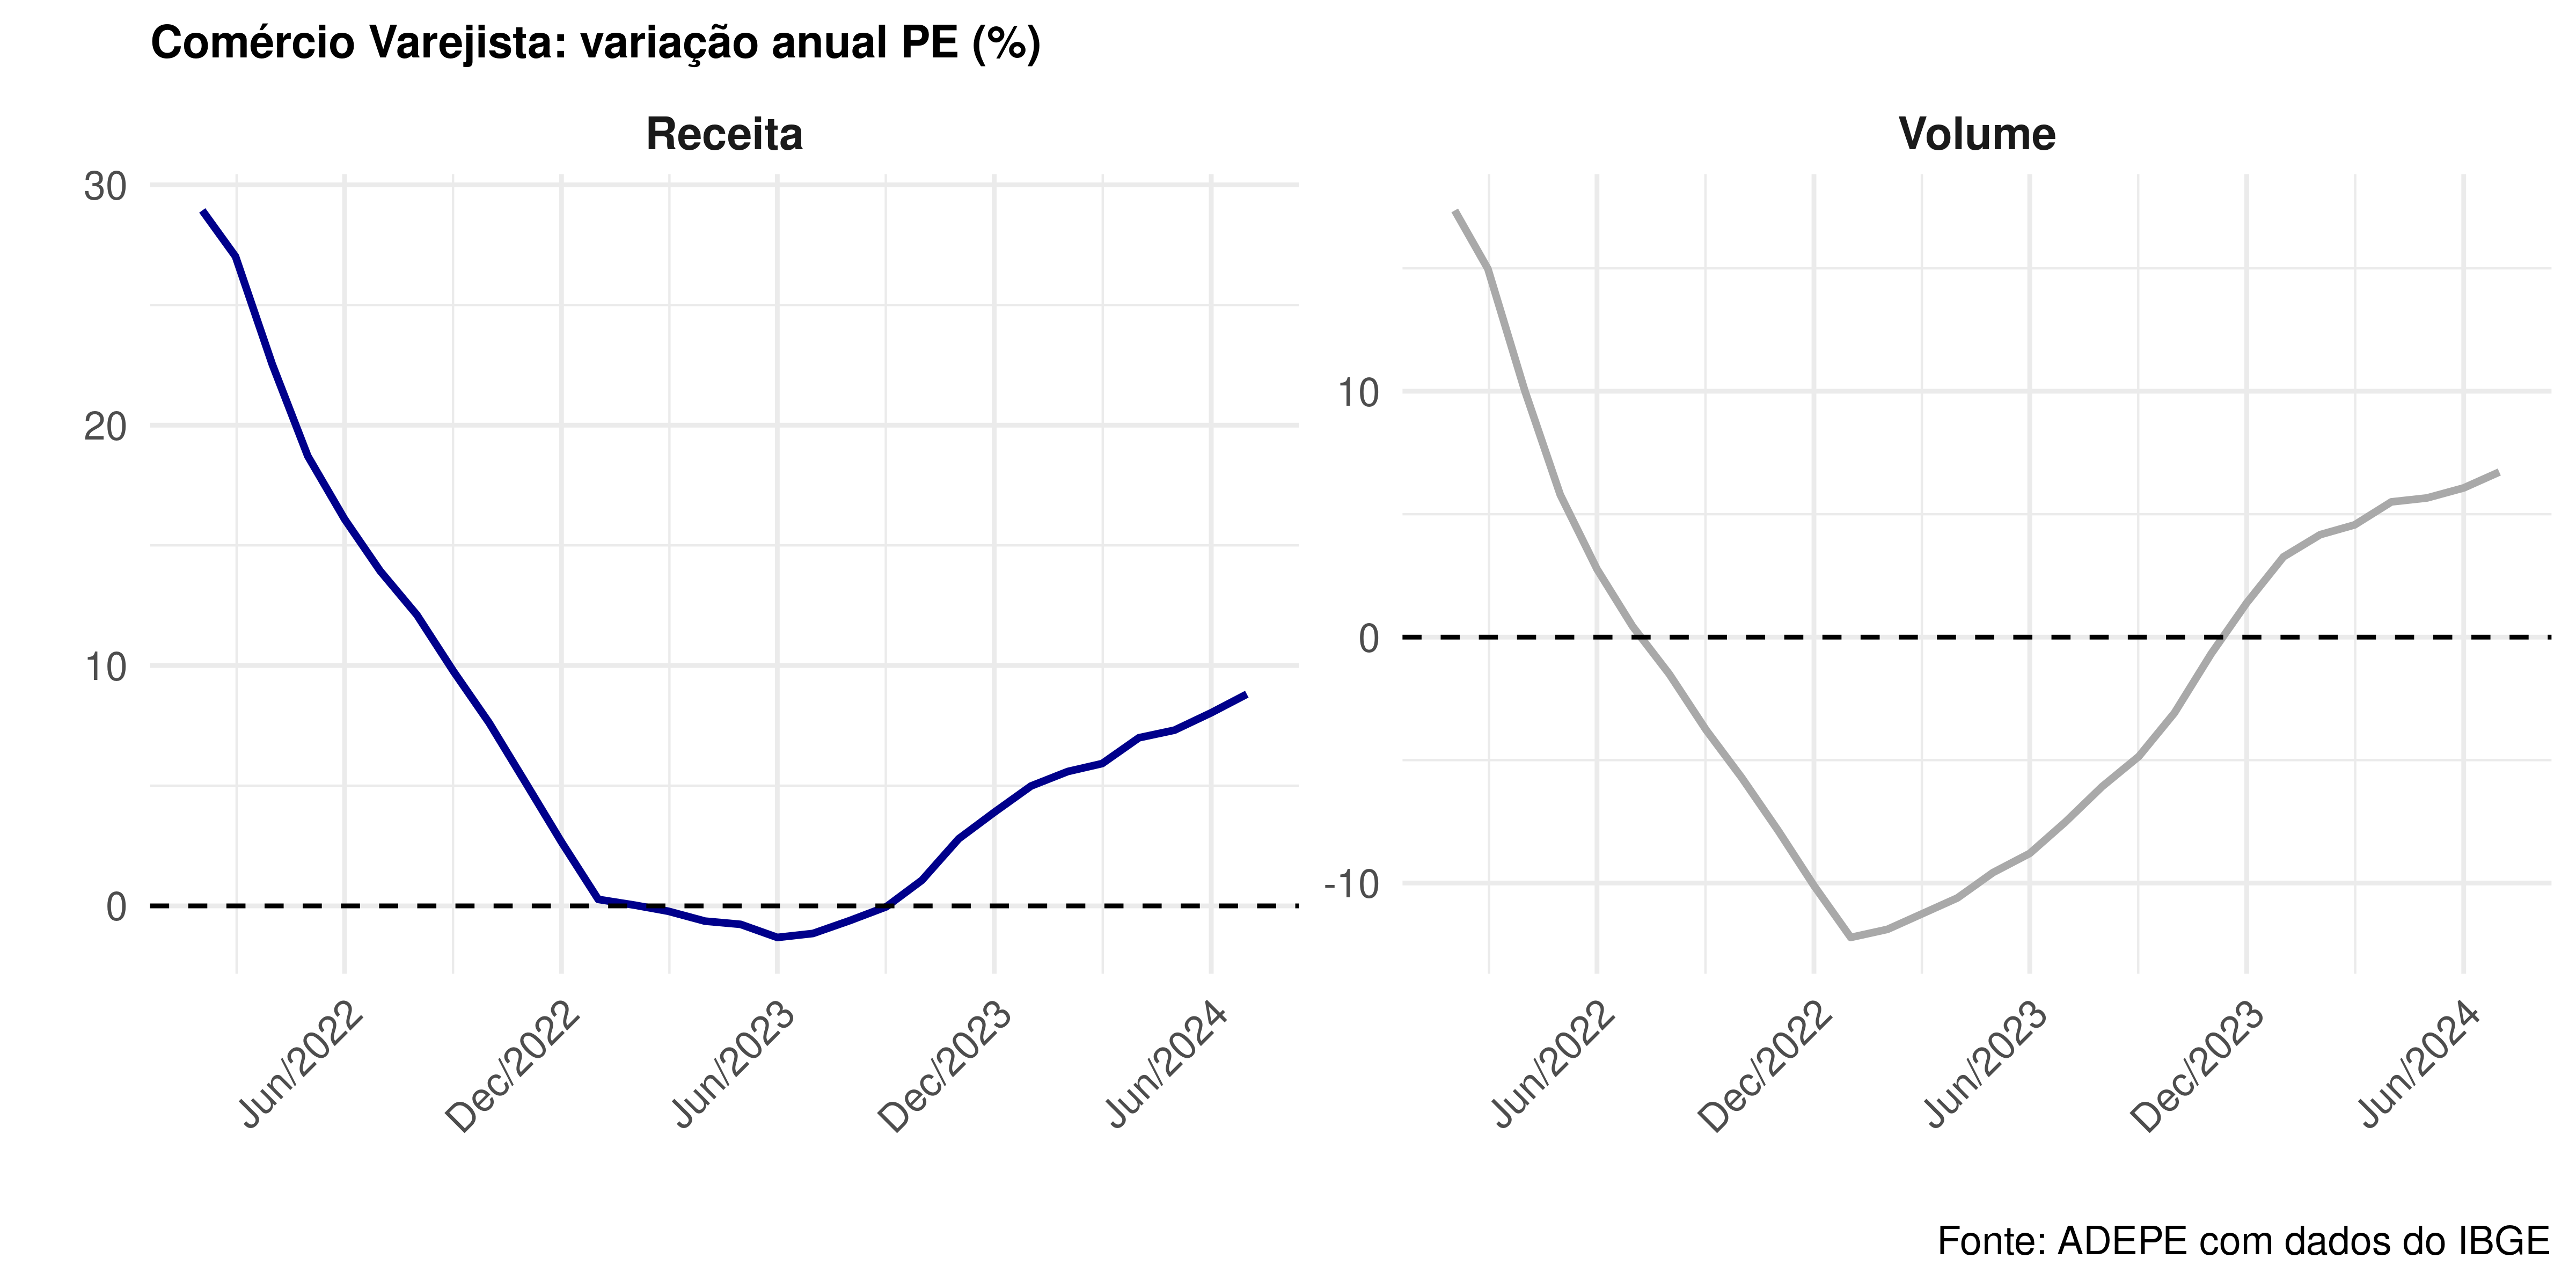 Comércio Varejista: variação anual PE (%)
Receita
30
20
10
0
Jun/2022
Dec/2022
Jun/2023
Dec/2023
Jun/2024
Volume
10
0
-10
Jun/2022
Dec/2022
Jun/2023
Dec/2023
Jun/2024
Fonte: ADEPE com dados do IBGE